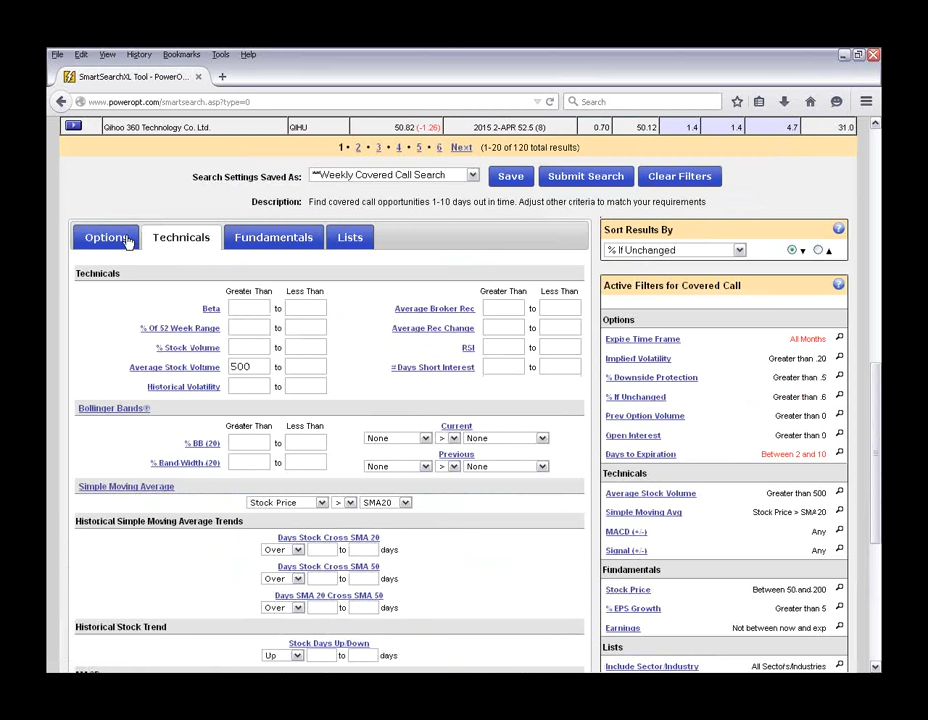 File Edit View History Bookmarks Tools Help
SmartSearchXL Tool - PowerO... × +
www.poweropt.com/smartsearch.asp?type=0 Search
Qihoo 360 Technology Co. Ltd. QIHU 50.82 (-1.26) 2015 2-APR 52.5 (8) 0.70 50.12 1.4 1.4 4.7 31.0
1 • 2 • 3 • 4 • 5 • 6 Next (1-20 of 120 total results)
Search Settings Saved As: **Weekly Covered Call Search Save Submit Search Clear Filters
Description: Find covered call opportunities 1-10 days out in time. Adjust other criteria to match your requirements
Options Technicals Fundamentals Lists
Technicals
Greater Than Less Than Greater Than Less Than
Beta to Average Broker Rec to
% Of 52 Week Range to Average Rec Change to
% Stock Volume to RSI to
Average Stock Volume 500 to # Days Short Interest to
Historical Volatility to
Bollinger Bands®
Greater Than Less Than Current
% BB (20) to None > None
Previous
% Band Width (20) to None > None
Simple Moving Average
Stock Price > SMA20
Historical Simple Moving Average Trends
Days Stock Cross SMA 20
Over to days
Days Stock Cross SMA 50
Over to days
Days SMA 20 Cross SMA 50
Over to days
Historical Stock Trend
Stock Days Up/Down
Up to days
Sort Results By ?
% If Unchanged ▼ ▲
Active Filters for Covered Call ?
Options
Expire Time Frame All Months
Implied Volatility Greater than .20
% Downside Protection Greater than .5
% If Unchanged Greater than .6
Prev Option Volume Greater than 0
Open Interest Greater than 0
Days to Expiration Between 2 and 10
Technicals
Average Stock Volume Greater than 500
Simple Moving Avg Stock Price > SMA20
MACD (+/-) Any
Signal (+/-) Any
Fundamentals
Stock Price Between 50 and 200
% EPS Growth Greater than 5
Earnings Not between now and exp
Lists
Include Sector/Industry All Sectors/Industries